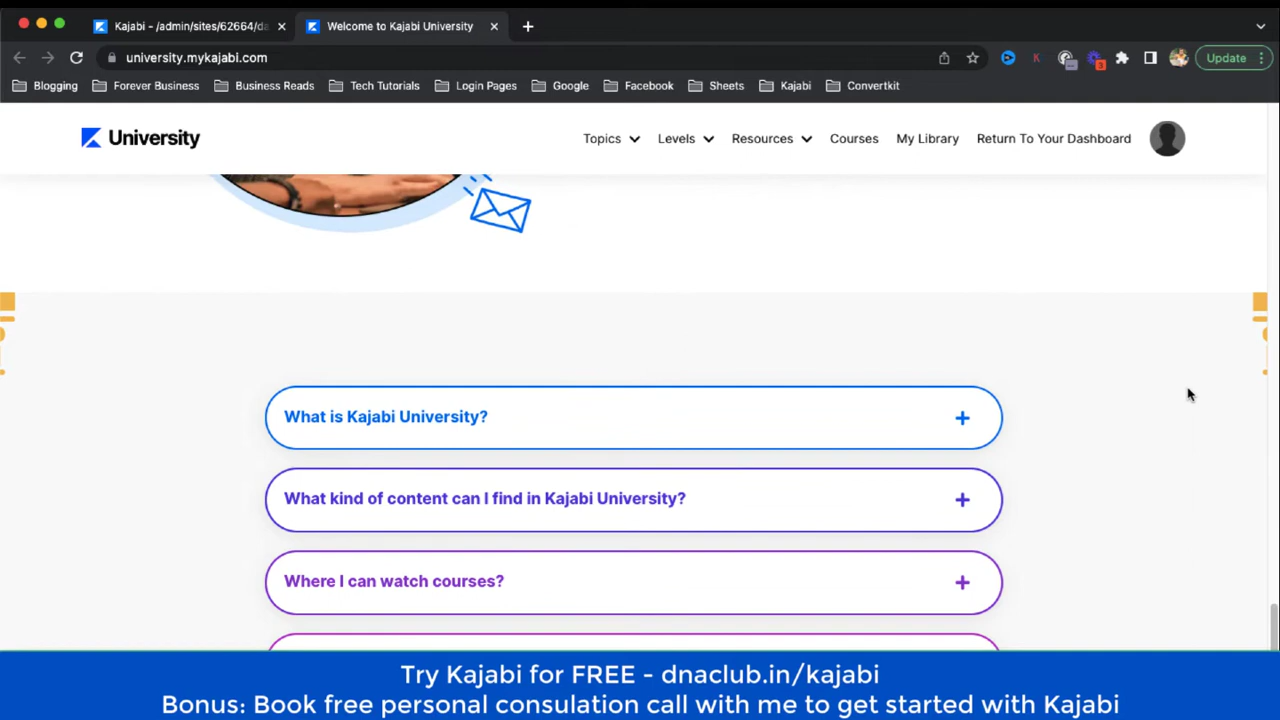 Kajabi - /admin/sites/62664/da
Welcome to Kajabi University
university.mykajabi.com
Update
Blogging Forever Business Business Reads Tech Tutorials Login Pages Google Facebook Sheets Kajabi Convertkit
University Topics Levels Resources Courses My Library Return To Your Dashboard
What is Kajabi University?
What kind of content can I find in Kajabi University?
Where I can watch courses?
Try Kajabi for FREE - dnaclub.in/kajabi
Bonus: Book free personal consulation call with me to get started with Kajabi